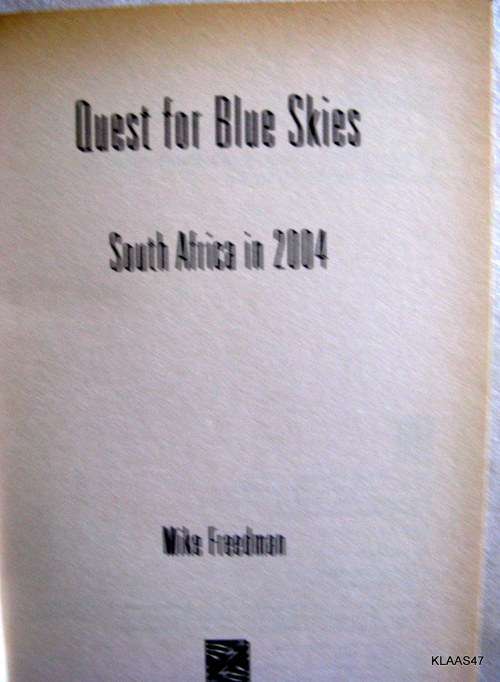 Quest for Blue Skies
South Africa in 2004
Mike Freedman
KLAAS47